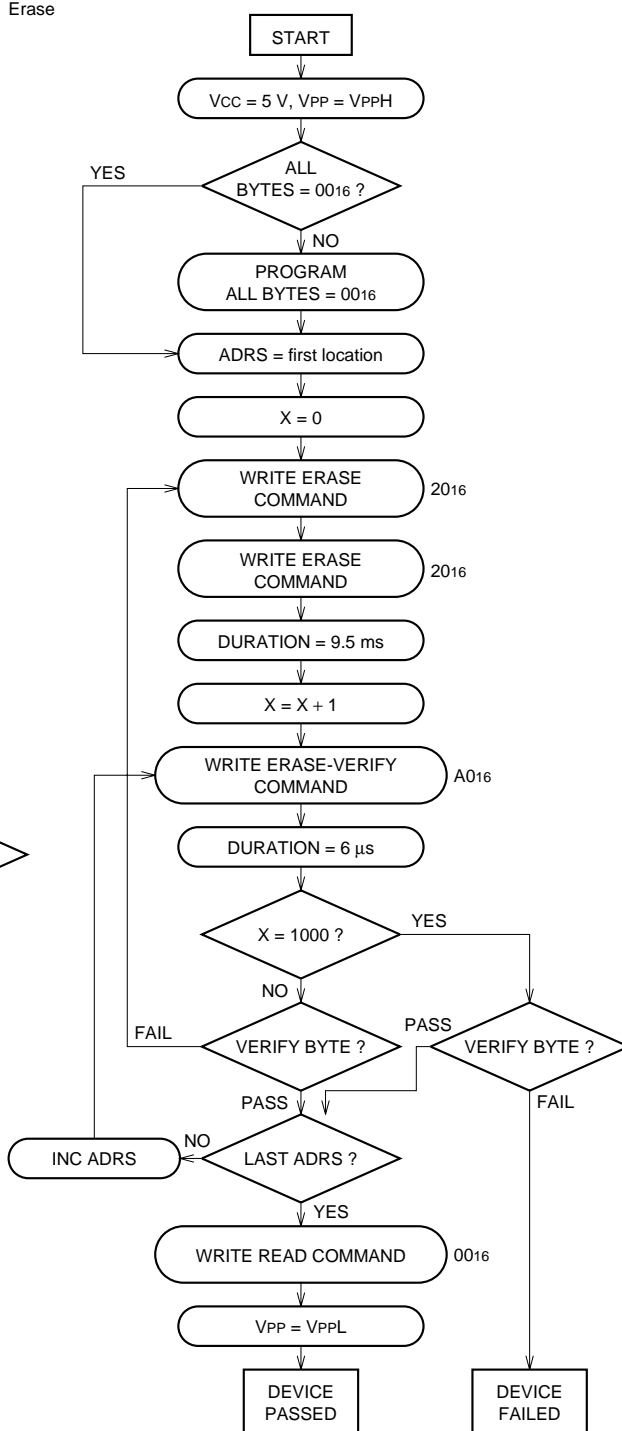 Erase
START
VCC = 5 V, VPP = VPPH
ALL
BYTES = 0016 ?
YES
NO
PROGRAM
ALL BYTES = 0016
ADRS = first location
X = 0
WRITE ERASE
COMMAND
2016
WRITE ERASE
COMMAND
2016
DURATION = 9.5 ms
X = X + 1
WRITE ERASE-VERIFY
COMMAND
A016
DURATION = 6 µs
X = 1000 ?
YES
NO
FAIL
VERIFY BYTE ?
PASS
VERIFY BYTE ?
PASS
FAIL
NO
INC ADRS
LAST ADRS ?
YES
WRITE READ COMMAND
0016
VPP = VPPL
DEVICE
PASSED
DEVICE
FAILED